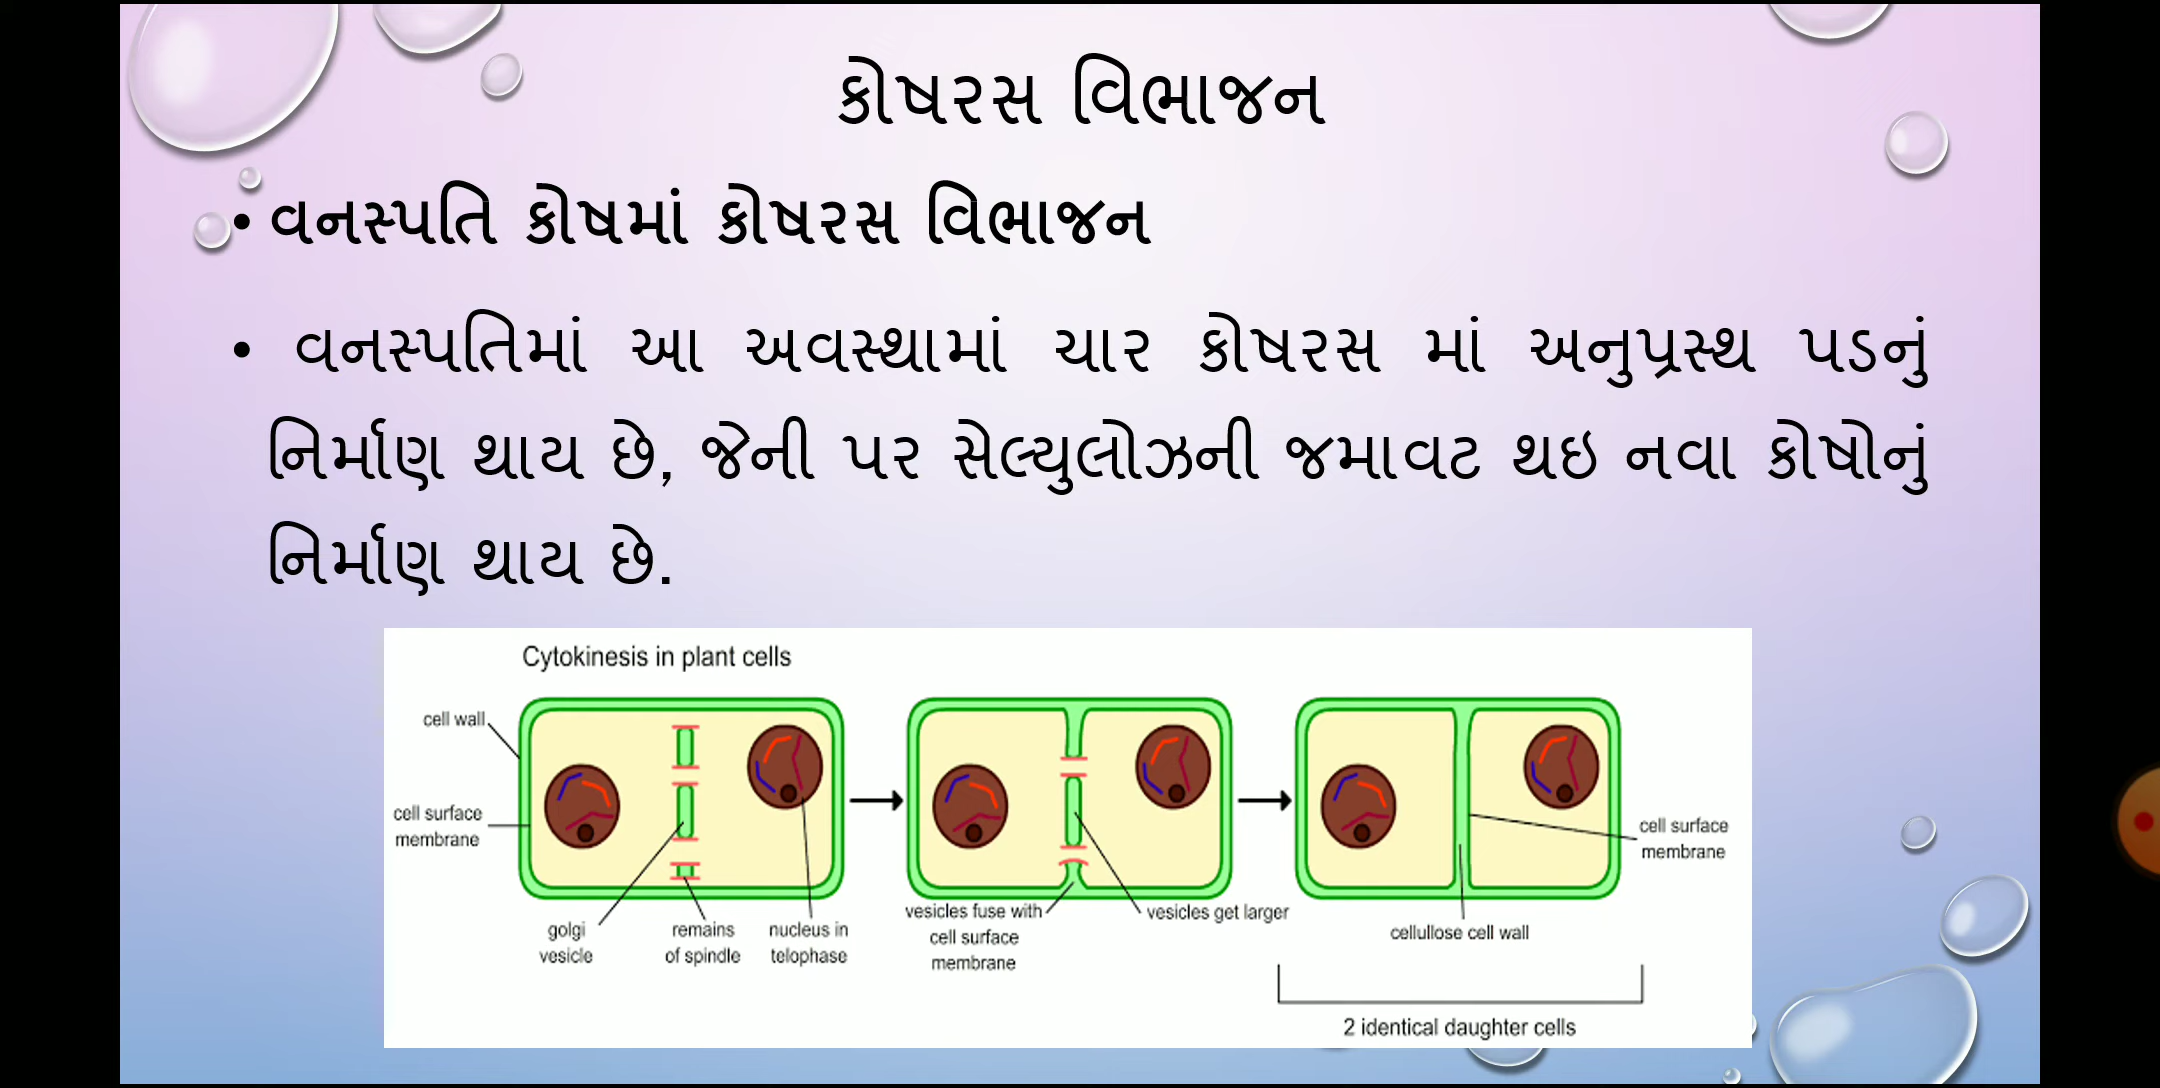 કોષરસ વિભાજન
• વનસ્પતિ કોષમાં કોષરસ વિભાજન
• વનસ્પતિમાં આ અવસ્થામાં ચાર કોષરસ માં અનુપ્રસ્થ પડનું
નિર્માણ થાય છે, જેની પર સેલ્યુલોઝની જમાવટ થઇ નવા કોષોનું
નિર્માણ થાય છે.
Cytokinesis in plant cells
cell wall
cell surface
membrane
golgi
vesicle
remains
of spindle
nucleus in
telophase
vesicles fuse with
cell surface
membrane
vesicles get larger
cell surface
membrane
cellullose cell wall
2 identical daughter cells